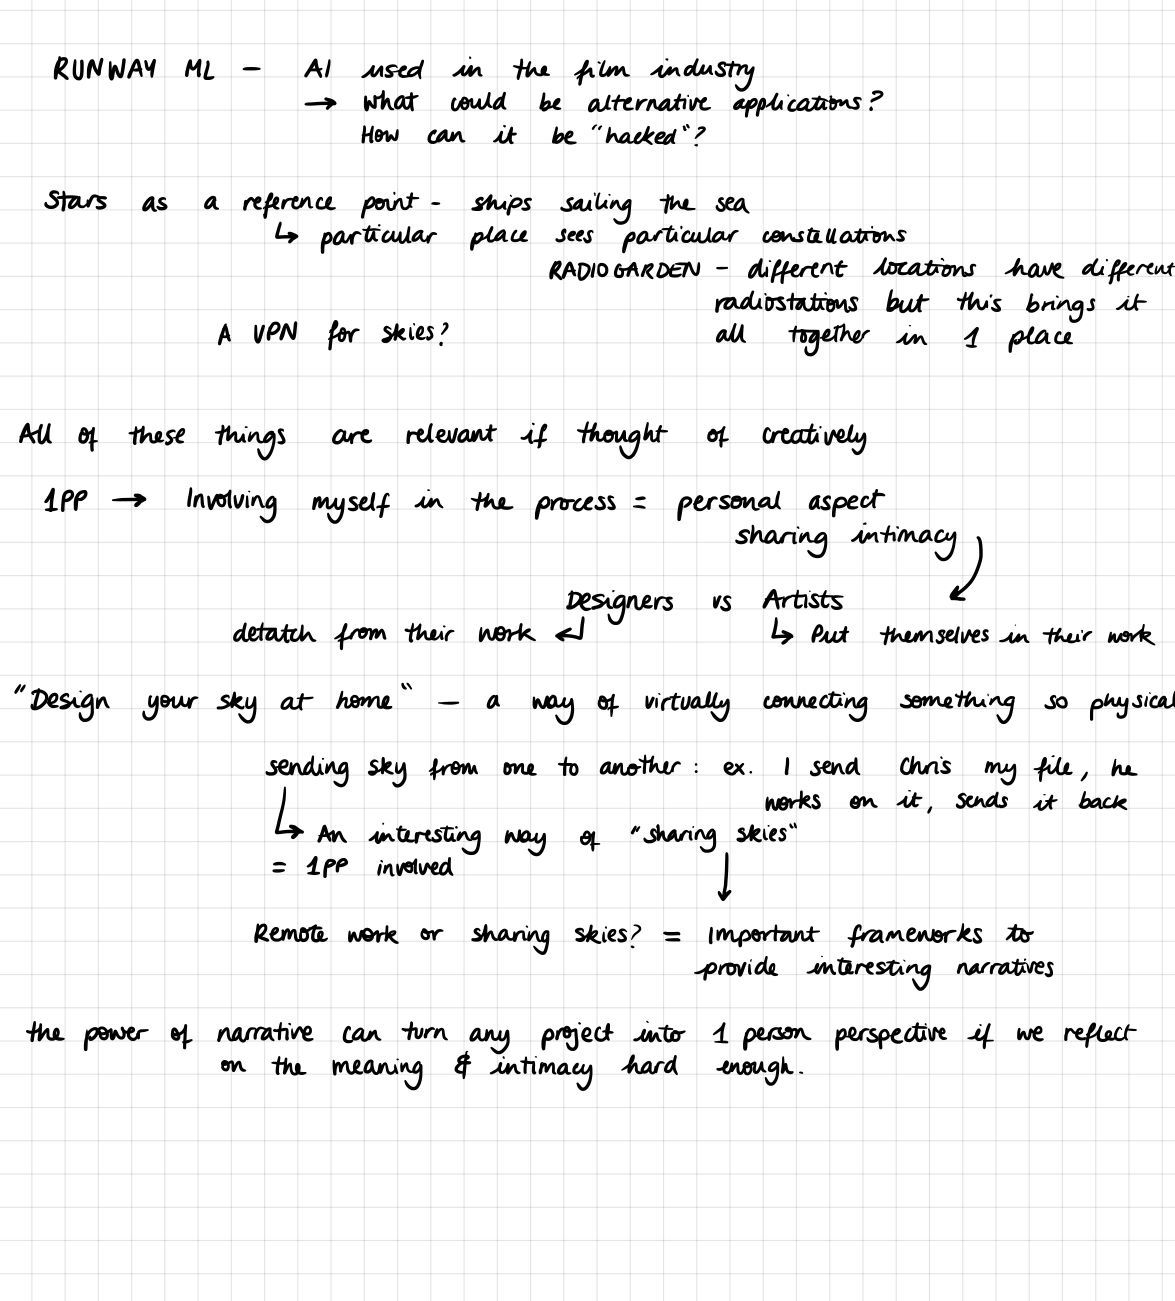 RUNWAY ML - AI used in the film industry
→ what could be alternative applications?
How can it be "hacked"?
Stars as a reference point - ships sailing the sea
↳ particular place sees particular constellations
RADIO GARDEN - different locations have different
radiostations but this brings it
A VPN for skies?
all together in 1 place
All of these things are relevant if thought of creatively
1PP → Involving myself in the process = personal aspect
sharing intimacy
Designers vs Artists
detatch from their work ↲ ↳ Put themselves in their work
"Design your sky at home" - a way of virtually connecting something so physical
sending sky from one to another: ex. I send Chris my file, he
works on it, sends it back
↳ An interesting way of "sharing skies"
= 1PP involved
Remote work or sharing skies? = Important frameworks to
provide interesting narratives
the power of narrative can turn any project into 1 person perspective if we reflect
on the meaning & intimacy hard enough.